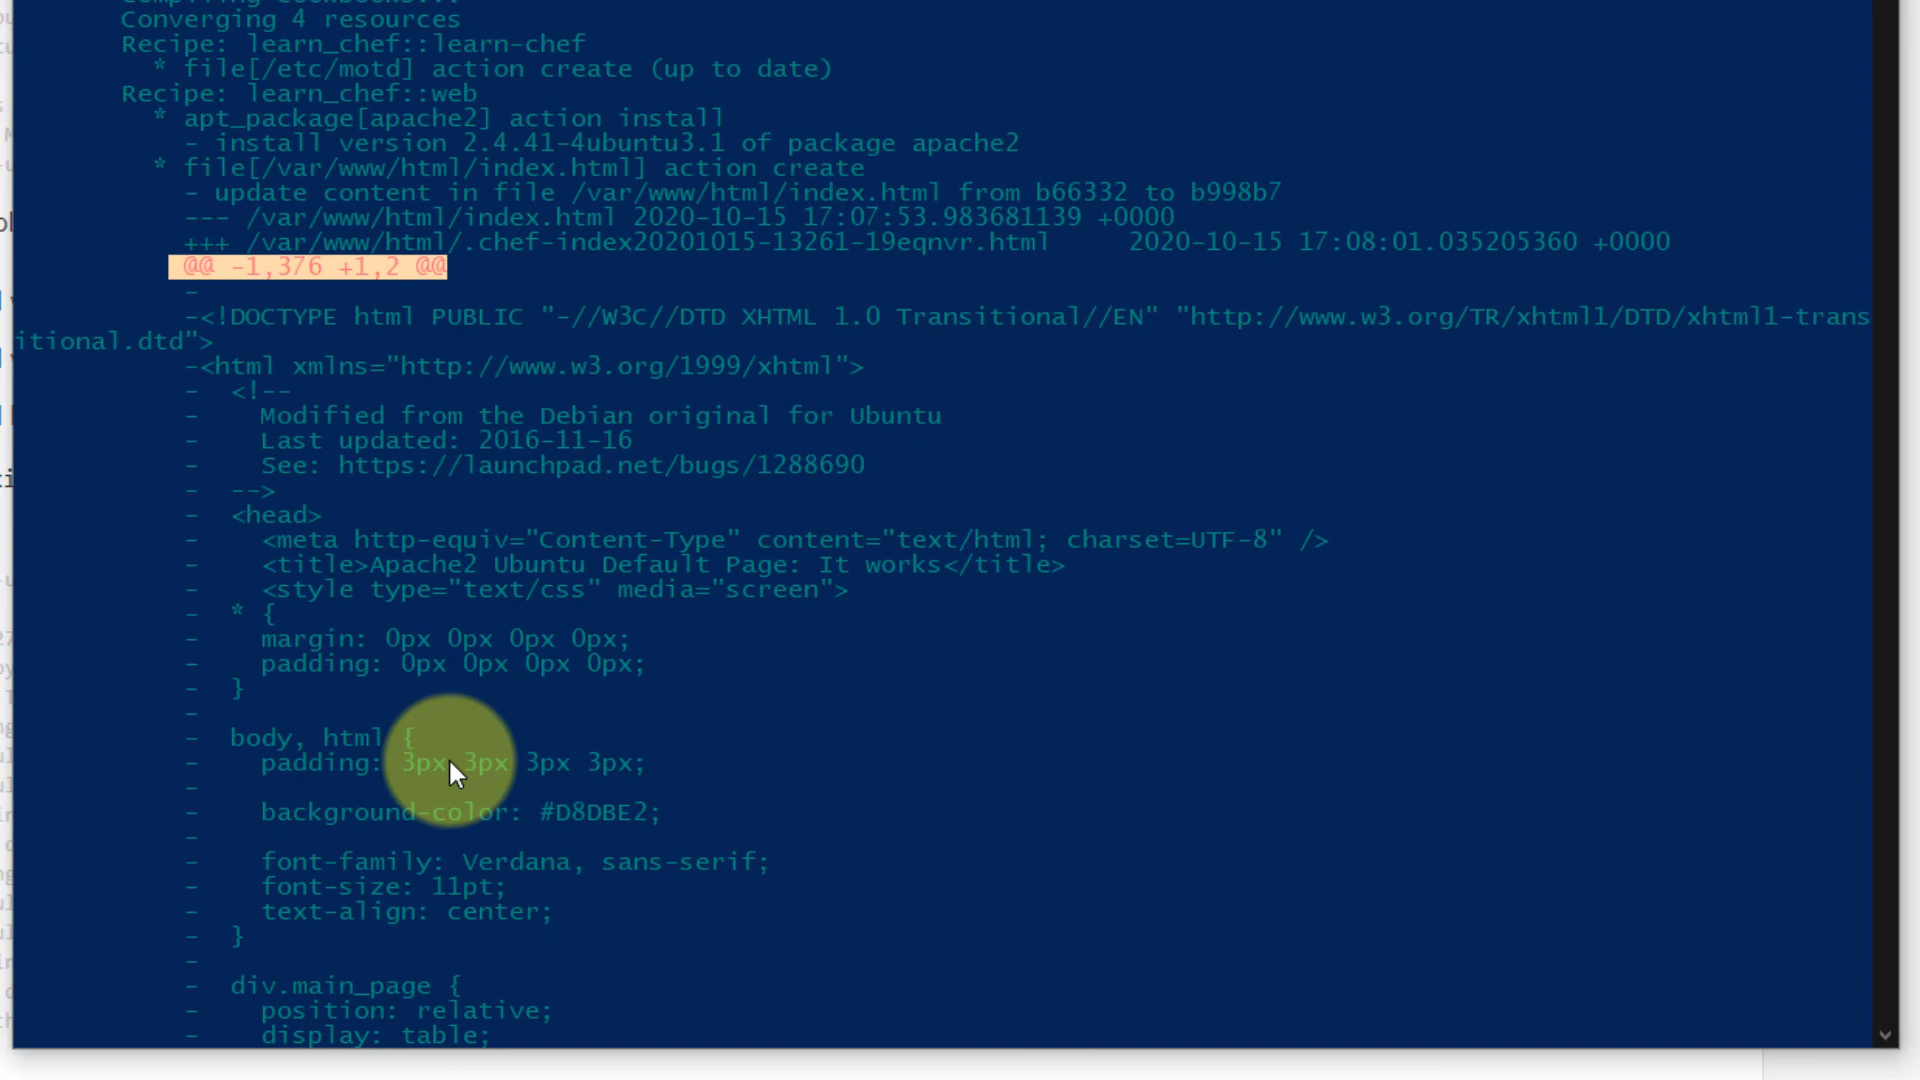 Converging 4 resources
Recipe: learn_chef::learn-chef
* file[/etc/motd] action create (up to date)
Recipe: learn_chef::web
* apt_package[apache2] action install
- install version 2.4.41-4ubuntu3.1 of package apache2
* file[/var/www/html/index.html] action create
- update content in file /var/www/html/index.html from b66332 to b998b7
--- /var/www/html/index.html 2020-10-15 17:07:53.983681139 +0000
+++ /var/www/html/.chef-index20201015-13261-19eqnvr.html 2020-10-15 17:08:01.035205360 +0000
@@ -1,376 +1,2 @@
-
-<!DOCTYPE html PUBLIC "-//W3C//DTD XHTML 1.0 Transitional//EN" "http://www.w3.org/TR/xhtml1/DTD/xhtml1-trans
itional.dtd">
-<html xmlns="http://www.w3.org/1999/xhtml">
- <!--
- Modified from the Debian original for Ubuntu
- Last updated: 2016-11-16
- See: https://launchpad.net/bugs/1288690
- -->
- <head>
- <meta http-equiv="Content-Type" content="text/html; charset=UTF-8" />
- <title>Apache2 Ubuntu Default Page: It works</title>
- <style type="text/css" media="screen">
- * {
- margin: 0px 0px 0px 0px;
- padding: 0px 0px 0px 0px;
- }
-
- body, html {
- padding: 3px 3px 3px 3px;
-
- background-color: #D8DBE2;
-
- font-family: Verdana, sans-serif;
- font-size: 11pt;
- text-align: center;
- }
-
- div.main_page {
- position: relative;
- display: table;